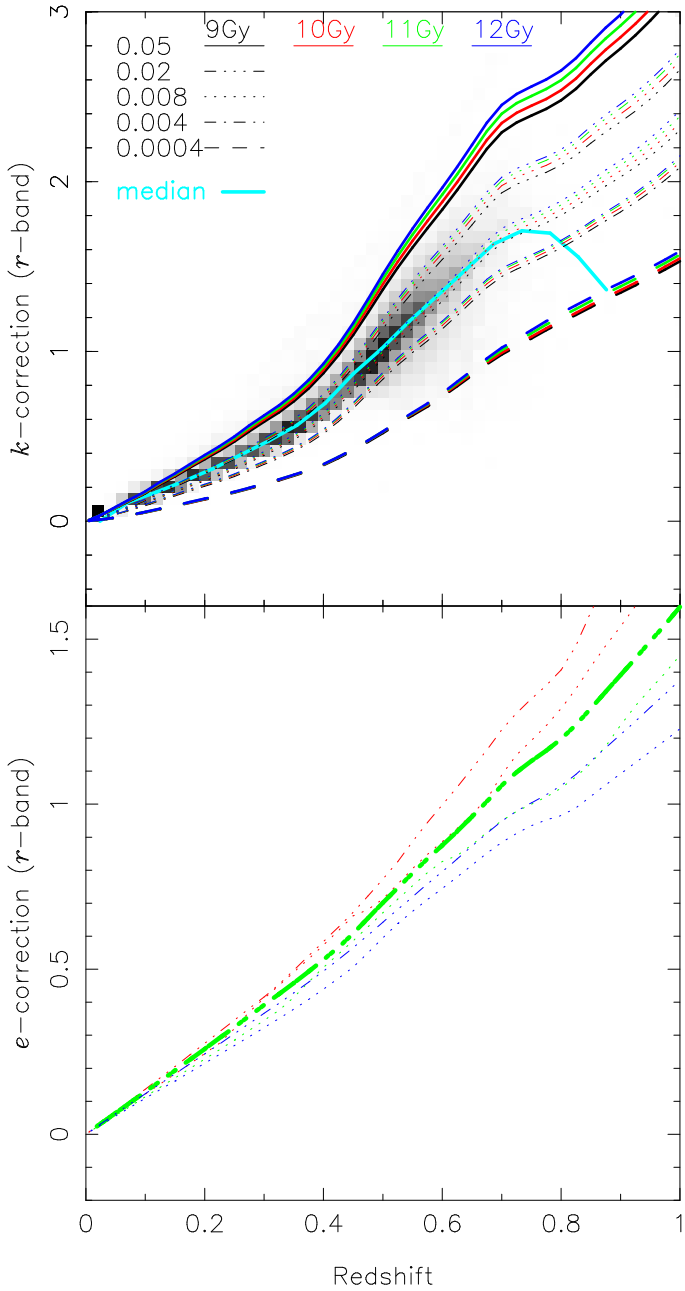 3
9Gy 10Gy 11Gy 12Gy
0.05
0.02
0.008
0.004
0.0004
median
2
1
0
k−correction (r−band)
1.5
1
0.5
0
e−correction (r−band)
0 0.2 0.4 0.6 0.8 1
Redshift